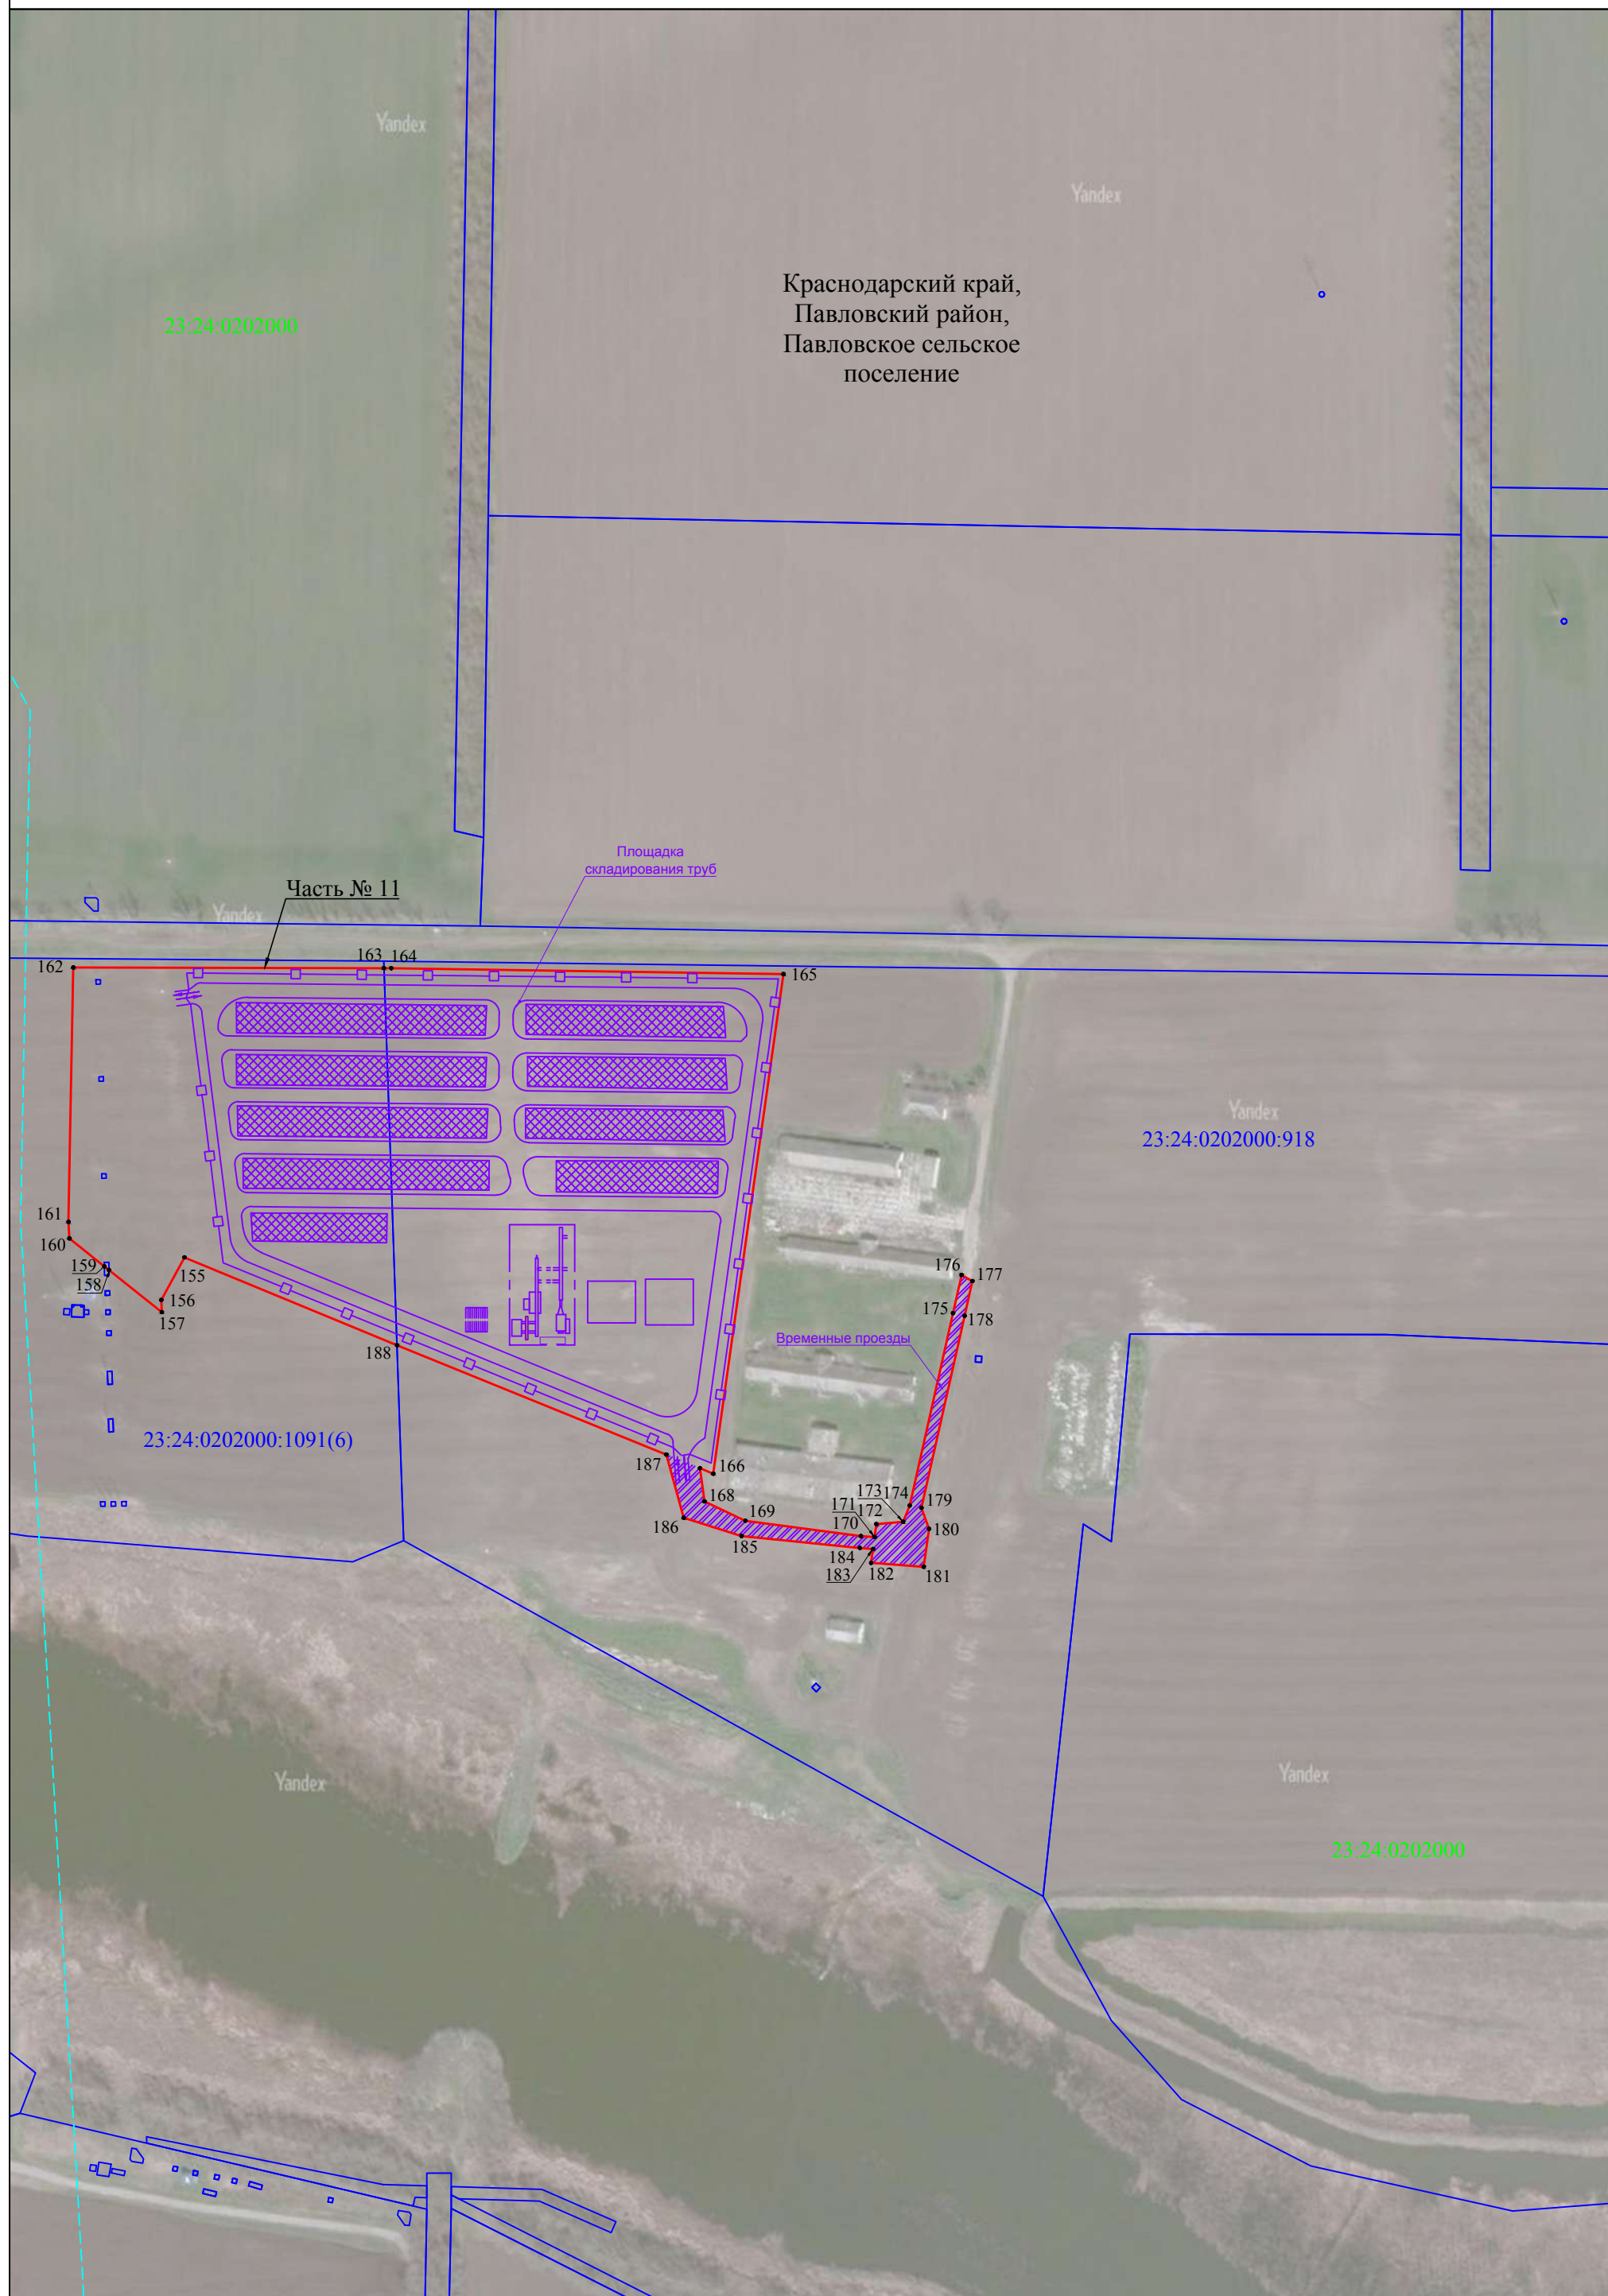 Yandex
Yandex
Краснодарский край,
Павловский район,
Павловское сельское
поселение
23:24:0202000
Площадка
складирования труб
Часть № 11
Yandex
162
163
164
165
Yandex
23:24:0202000:918
161
160
159
158
155
156
157
176
177
175
178
Временные проезды
188
23:24:0202000:1091(6)
187
166
168
186
169
185
173
174
171
172
170
179
180
184
183
182
181
Yandex
Yandex
23:24:0202000